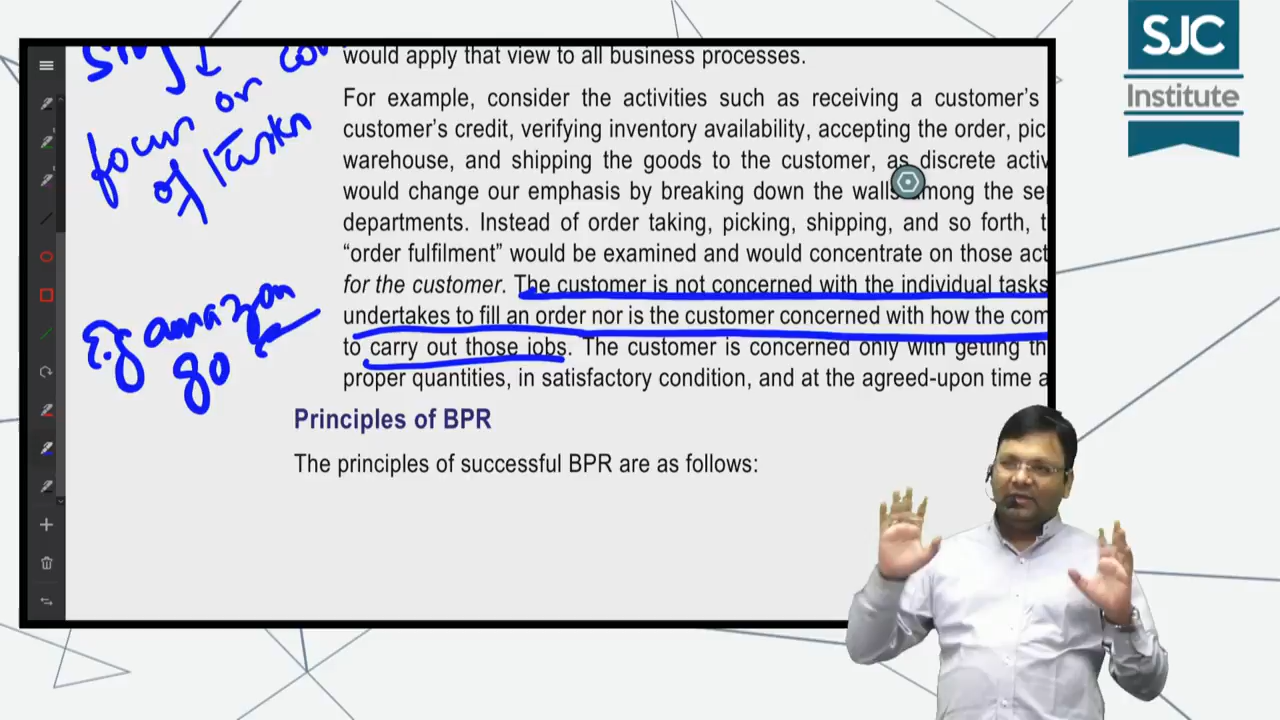 SJC
Institute
focus on
of tasks
E.g amazon
go
would apply that view to all business processes.
For example, consider the activities such as receiving a customer’s
customer’s credit, verifying inventory availability, accepting the order, pic
warehouse, and shipping the goods to the customer, as discrete activ
would change our emphasis by breaking down the walls among the se
departments. Instead of order taking, picking, shipping, and so forth, t
“order fulfilment” would be examined and would concentrate on those act
for the customer. The customer is not concerned with the individual tasks
undertakes to fill an order nor is the customer concerned with how the com
to carry out those jobs. The customer is concerned only with getting th
proper quantities, in satisfactory condition, and at the agreed-upon time a
Principles of BPR
The principles of successful BPR are as follows: